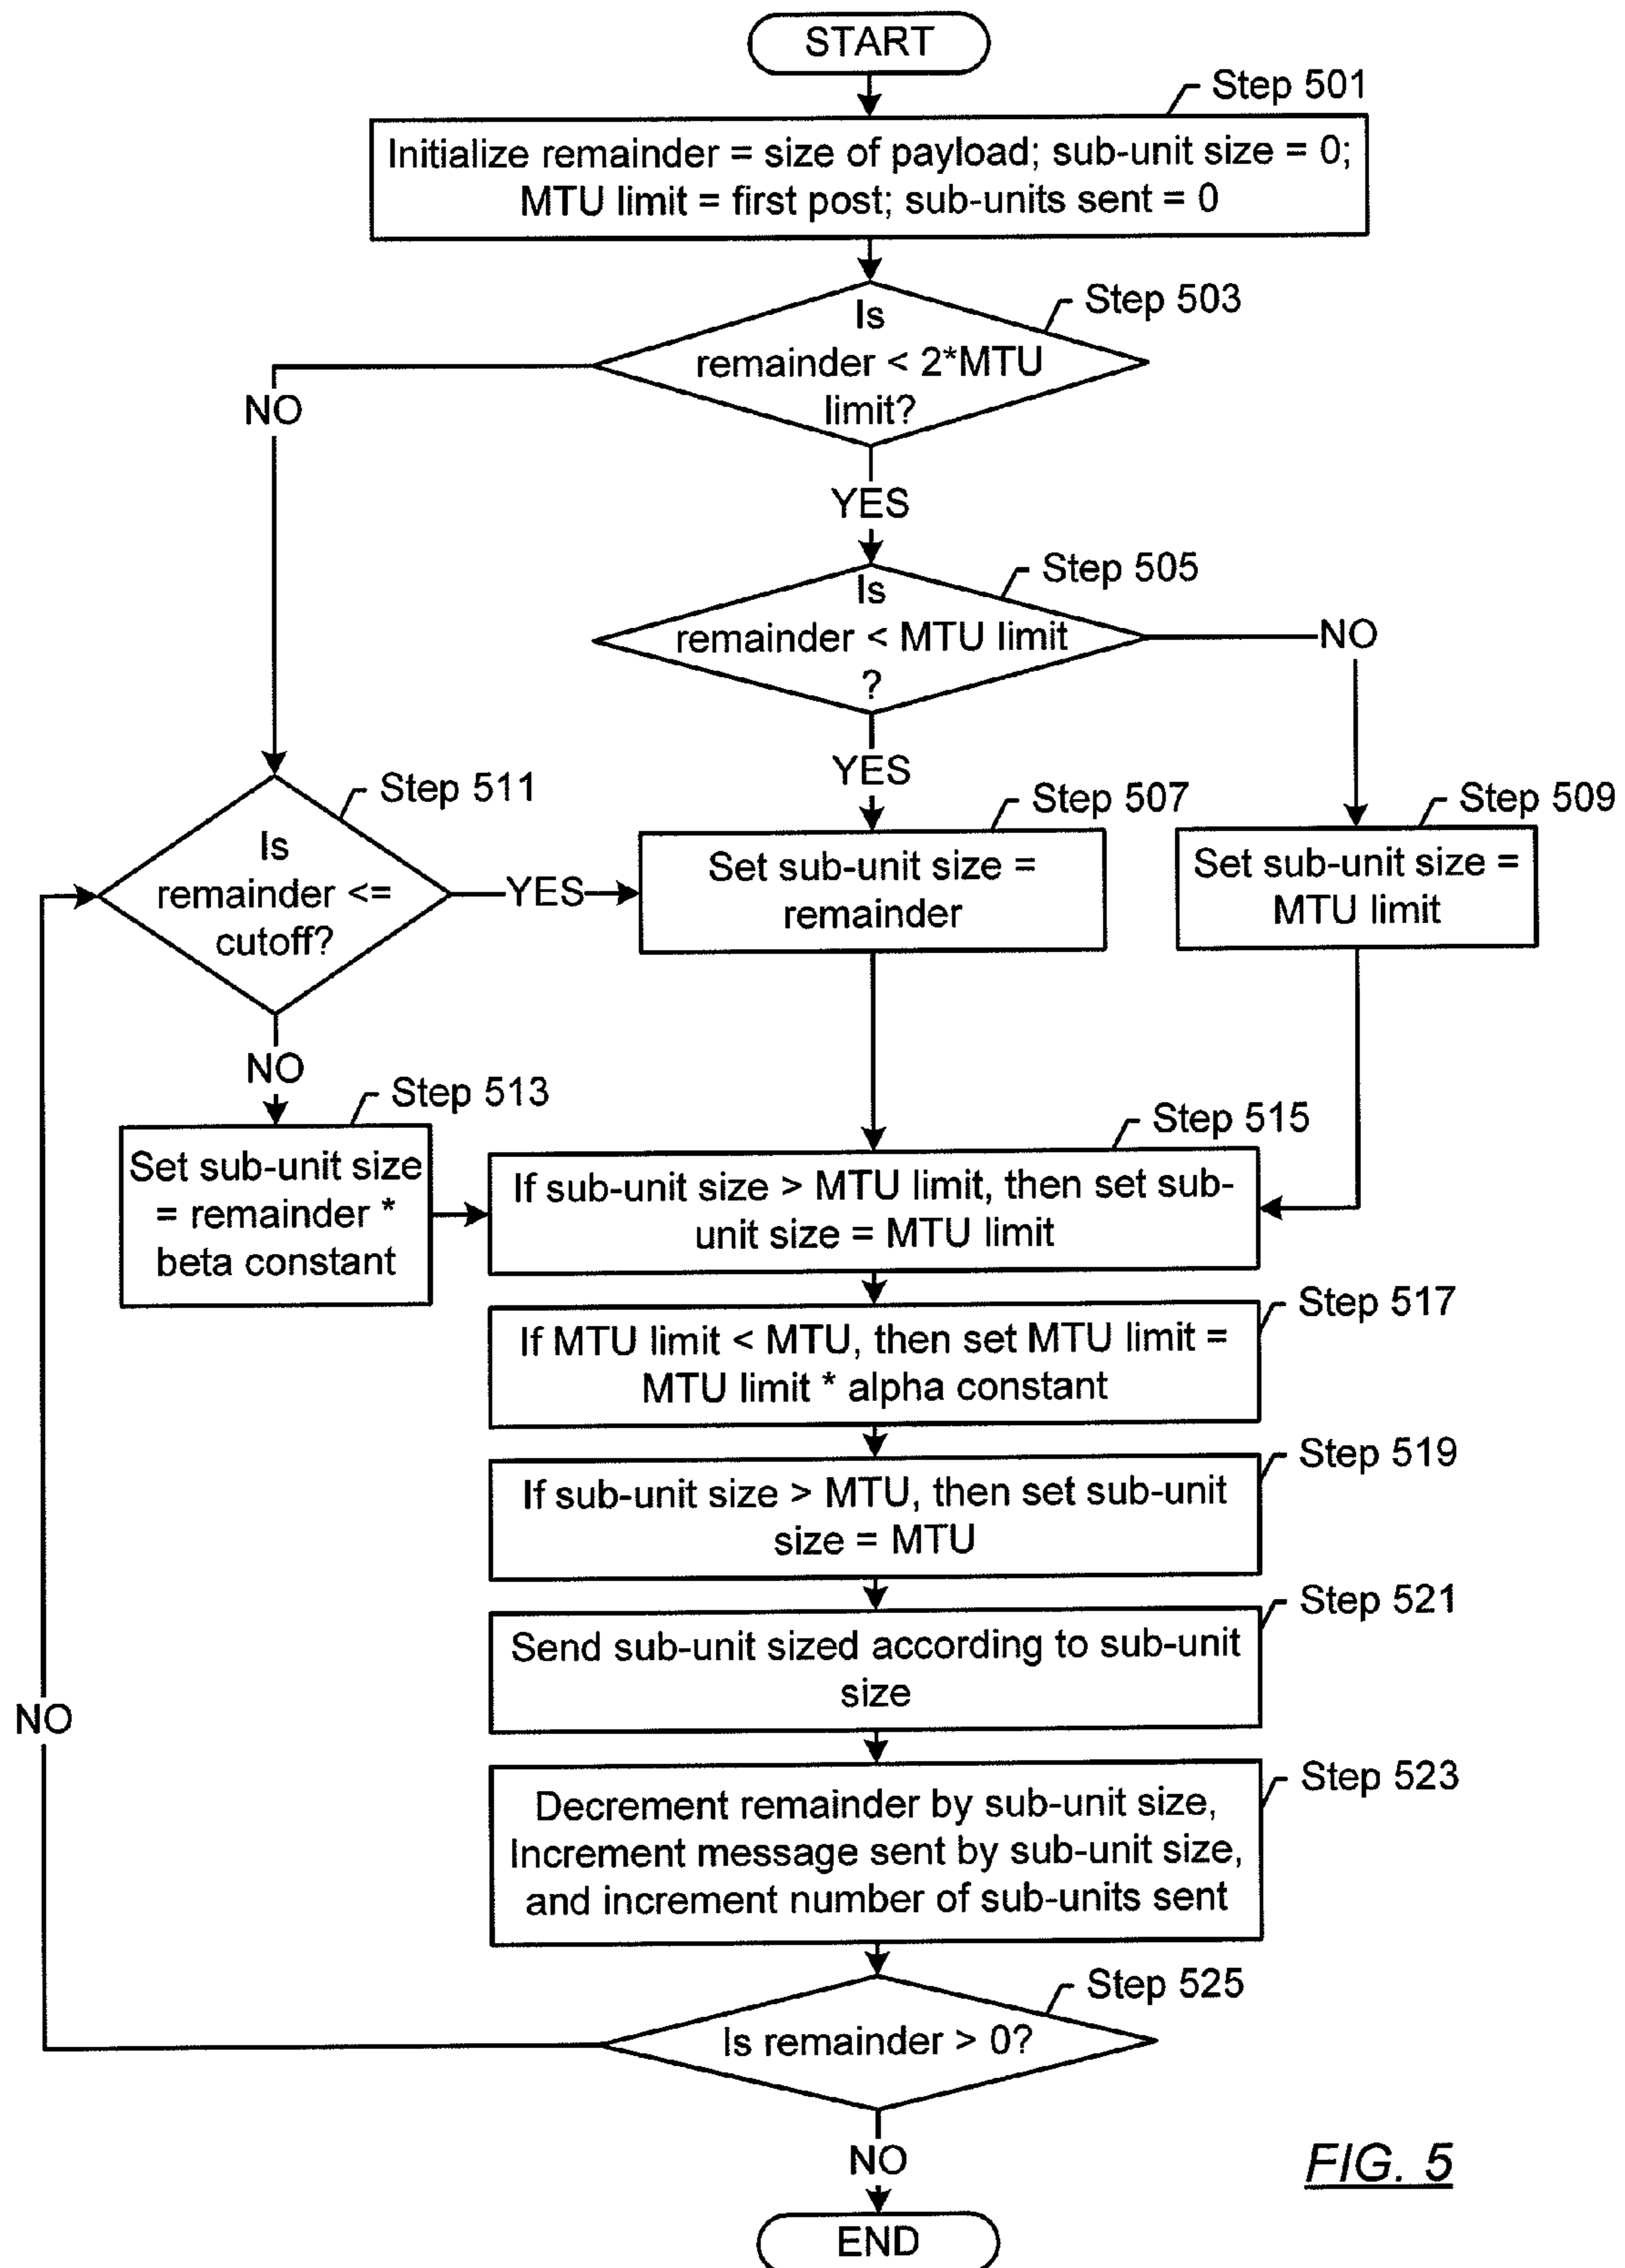 START
Step 501
Initialize remainder = size of payload; sub-unit size = 0;
MTU limit = first post; sub-units sent = 0
Step 503
Is
remainder < 2*MTU
limit?
NO
YES
Step 505
Is
remainder < MTU limit
?
NO
YES
Step 511
Is
remainder <=
cutoff?
YES
Step 507
Set sub-unit size =
remainder
Step 509
Set sub-unit size =
MTU limit
NO
Step 513
Set sub-unit size
= remainder *
beta constant
Step 515
If sub-unit size > MTU limit, then set sub-
unit size = MTU limit
Step 517
If MTU limit < MTU, then set MTU limit =
MTU limit * alpha constant
Step 519
If sub-unit size > MTU, then set sub-unit
size = MTU
Step 521
Send sub-unit sized according to sub-unit
size
NO
Step 523
Decrement remainder by sub-unit size,
Increment message sent by sub-unit size,
and increment number of sub-units sent
Step 525
Is remainder > 0?
NO
END
FIG. 5